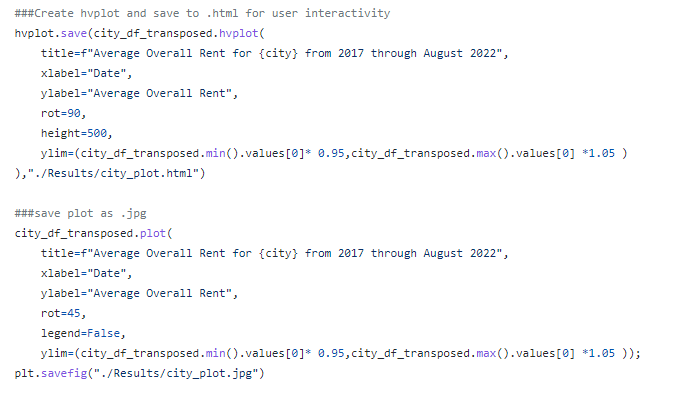 ###Create hvplot and save to .html for user interactivity
hvplot.save(city_df_transposed.hvplot(
    title=f"Average Overall Rent for {city} from 2017 through August 2022",
    xlabel="Date",
    ylabel="Average Overall Rent",
    rot=90,
    height=500,
    ylim=(city_df_transposed.min().values[0]* 0.95,city_df_transposed.max().values[0] *1.05 )
),"./Results/city_plot.html")

###save plot as .jpg
city_df_transposed.plot(
    title=f"Average Overall Rent for {city} from 2017 through August 2022",
    xlabel="Date",
    ylabel="Average Overall Rent",
    rot=45,
    legend=False,
    ylim=(city_df_transposed.min().values[0]* 0.95,city_df_transposed.max().values[0] *1.05 ));
plt.savefig("./Results/city_plot.jpg")